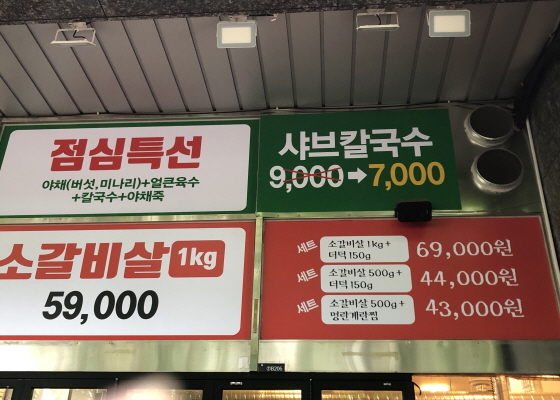 점심특선
야채(버섯,미나리)+얼큰육수
+칼국수+야채죽
샤브칼국수
9,000➞7,000
소갈비살 1kg
59,000
세트 소갈비살 1kg+
더덕 150g
69,000원
세트 소갈비살 500g+
더덕 150g
44,000원
세트 소갈비살 500g+
명란계란찜
43,000원